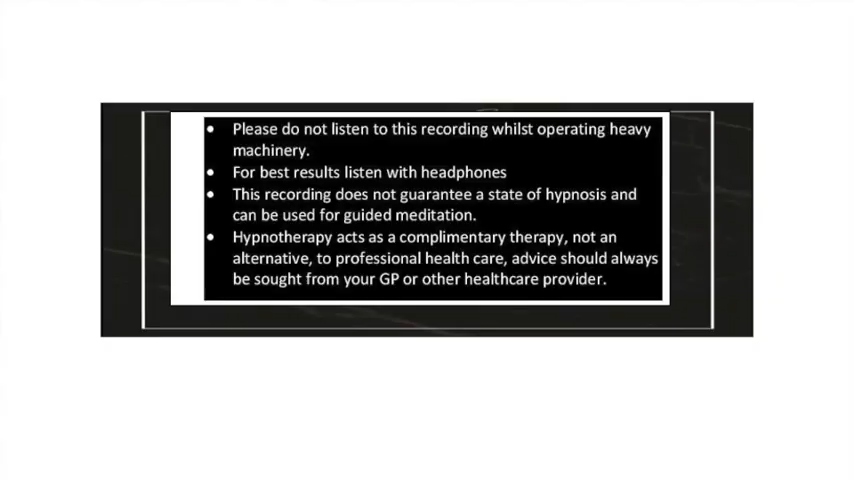 • Please do not listen to this recording whilst operating heavy
machinery.
• For best results listen with headphones
• This recording does not guarantee a state of hypnosis and
can be used for guided meditation.
• Hypnotherapy acts as a complimentary therapy, not an
alternative, to professional health care, advice should always
be sought from your GP or other healthcare provider.